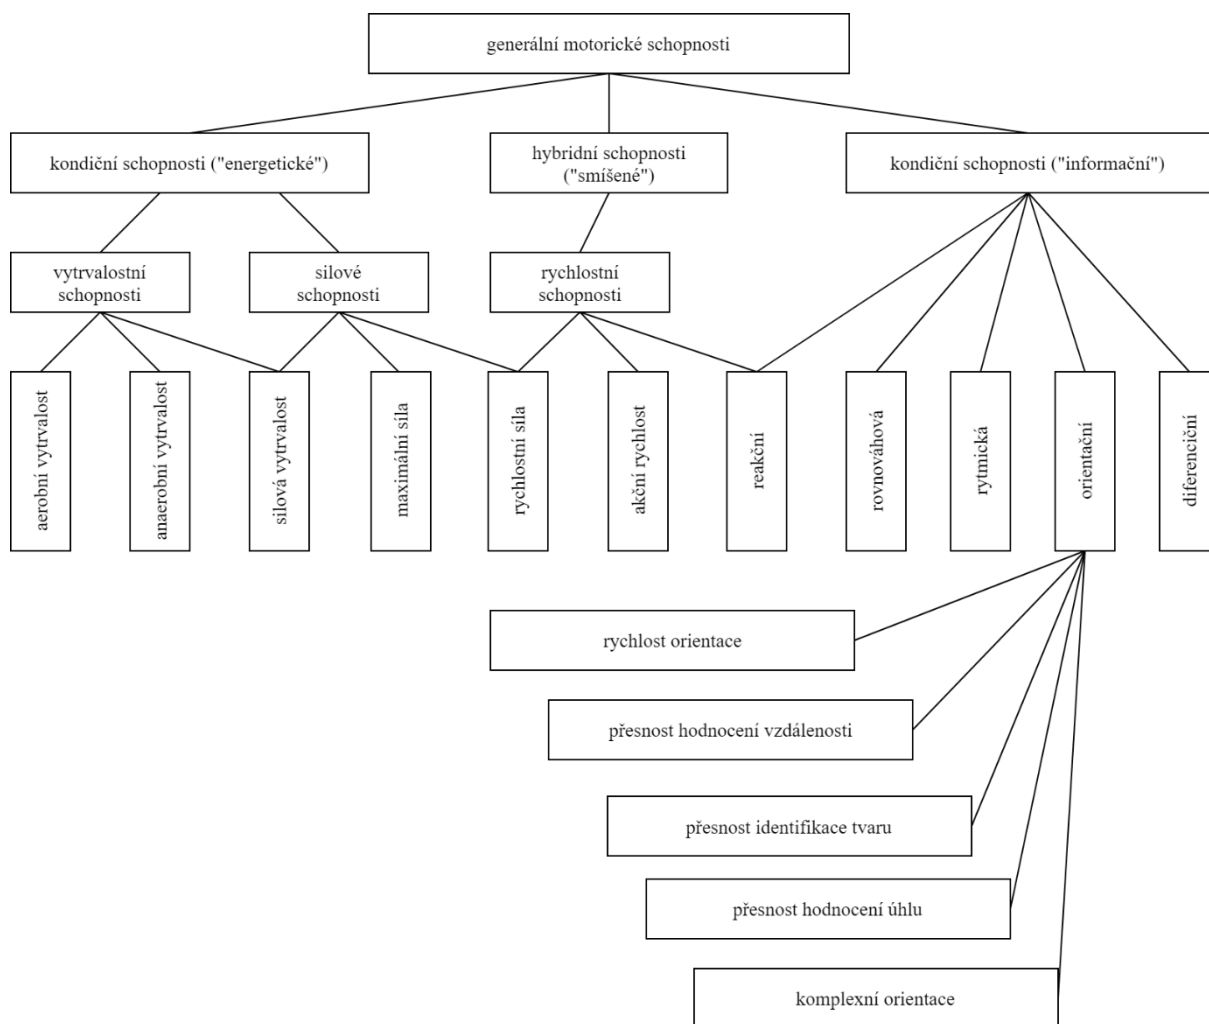 generální motorické schopnosti
kondiční schopnosti ("energetické")
hybridní schopnosti
("smíšené")
kondiční schopnosti ("informační")
vytrvalostní
schopnosti
silové
schopnosti
rychlostní
schopnosti
aerobní vytrvalost
anaerobní vytrvalost
silová vytrvalost
maximální síla
rychlostní síla
akční rychlost
reakční
rovnováhová
rytmická
orientační
diferenciční
rychlost orientace
přesnost hodnocení vzdálenosti
přesnost identifikace tvaru
přesnost hodnocení úhlu
komplexní orientace